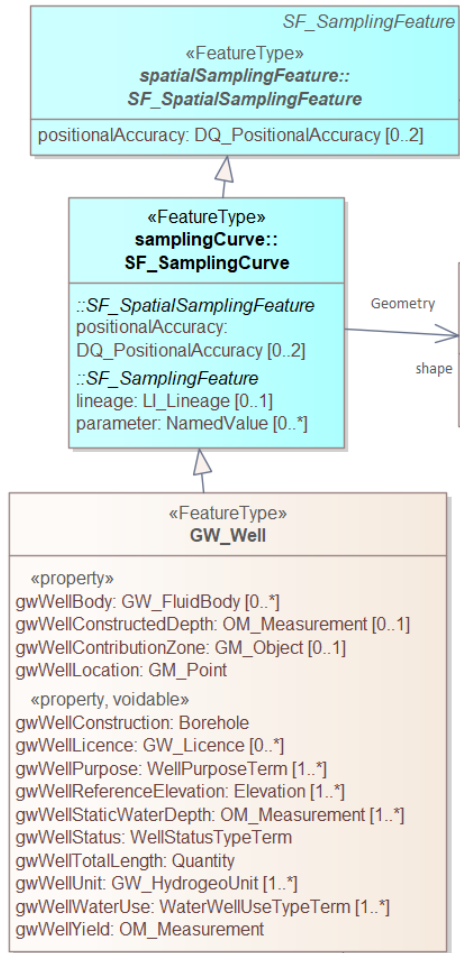 SF_SamplingFeature
«FeatureType»
spatialSamplingFeature::
SF_SpatialSamplingFeature
positionalAccuracy: DQ_PositionalAccuracy [0..2]
«FeatureType»
samplingCurve::
SF_SamplingCurve
::SF_SpatialSamplingFeature
positionalAccuracy:
DQ_PositionalAccuracy [0..2]
::SF_SamplingFeature
lineage: LI_Lineage [0..1]
parameter: NamedValue [0..*]
Geometry
shape
«FeatureType»
GW_Well
«property»
gwWellBody: GW_FluidBody [0..*]
gwWellConstructedDepth: OM_Measurement [0..1]
gwWellContributionZone: GM_Object [0..1]
gwWellLocation: GM_Point
«property, voidable»
gwWellConstruction: Borehole
gwWellLicence: GW_Licence [0..*]
gwWellPurpose: WellPurposeTerm [1..*]
gwWellReferenceElevation: Elevation [1..*]
gwWellStaticWaterDepth: OM_Measurement [1..*]
gwWellStatus: WellStatusTypeTerm
gwWellTotalLength: Quantity
gwWellUnit: GW_HydrogeoUnit [1..*]
gwWellWaterUse: WaterWellUseTypeTerm [1..*]
gwWellYield: OM_Measurement